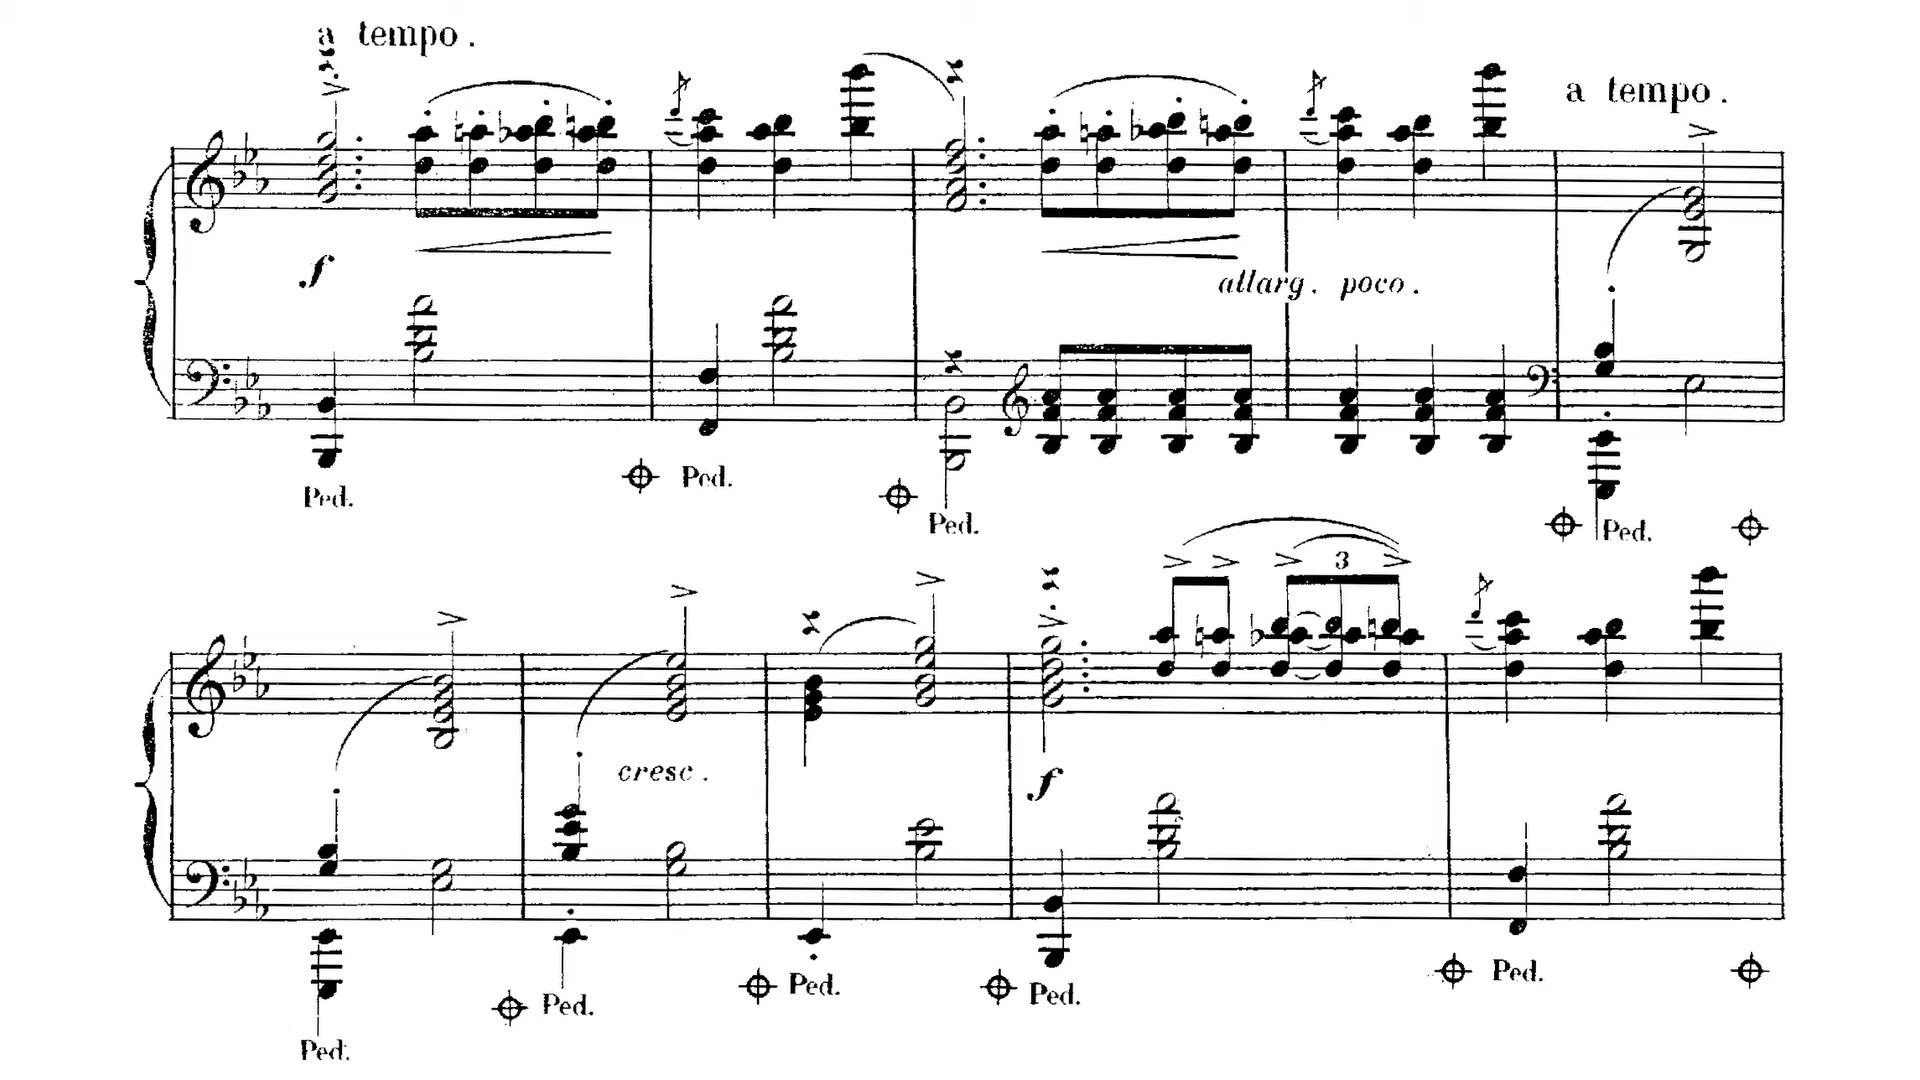 a tempo.
a tempo.
f
allarg. poco.
Ped. Ped. Ped. Ped.
3
cresc.
f
Ped. Ped. Ped. Ped. Ped.